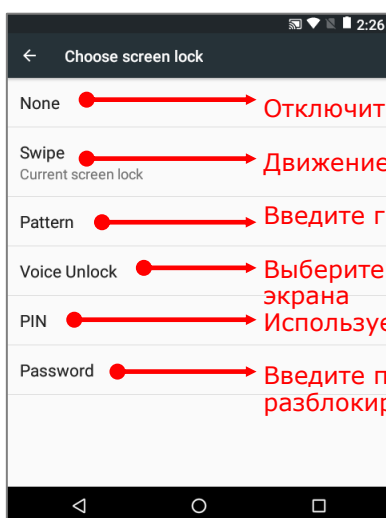 2:26
Choose screen lock
None
Отключит
Swipe
Движение
Current screen lock
Pattern
Введите г
Voice Unlock
Выберите
экрана
PIN
Используе
Password
Введите п
разблокир